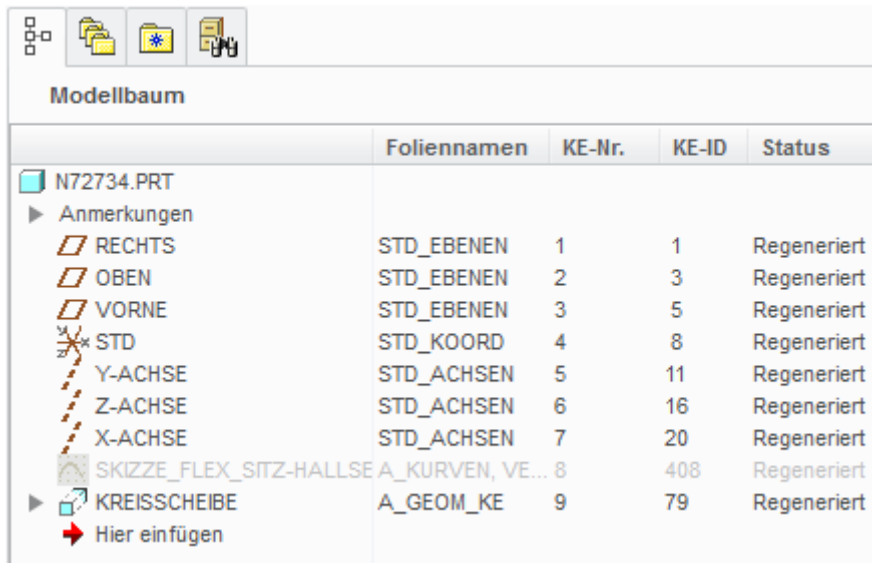 Modellbaum
Foliennamen KE-Nr. KE-ID Status
N72734.PRT
Anmerkungen
RECHTS STD_EBENEN 1 1 Regeneriert
OBEN STD_EBENEN 2 3 Regeneriert
VORNE STD_EBENEN 3 5 Regeneriert
STD STD_KOORD 4 8 Regeneriert
Y-ACHSE STD_ACHSEN 5 11 Regeneriert
Z-ACHSE STD_ACHSEN 6 16 Regeneriert
X-ACHSE STD_ACHSEN 7 20 Regeneriert
SKIZZE_FLEX_SITZ-HALLSE A_KURVEN, VE... 8 408 Regeneriert
KREISSCHEIBE A_GEOM_KE 9 79 Regeneriert
Hier einfügen